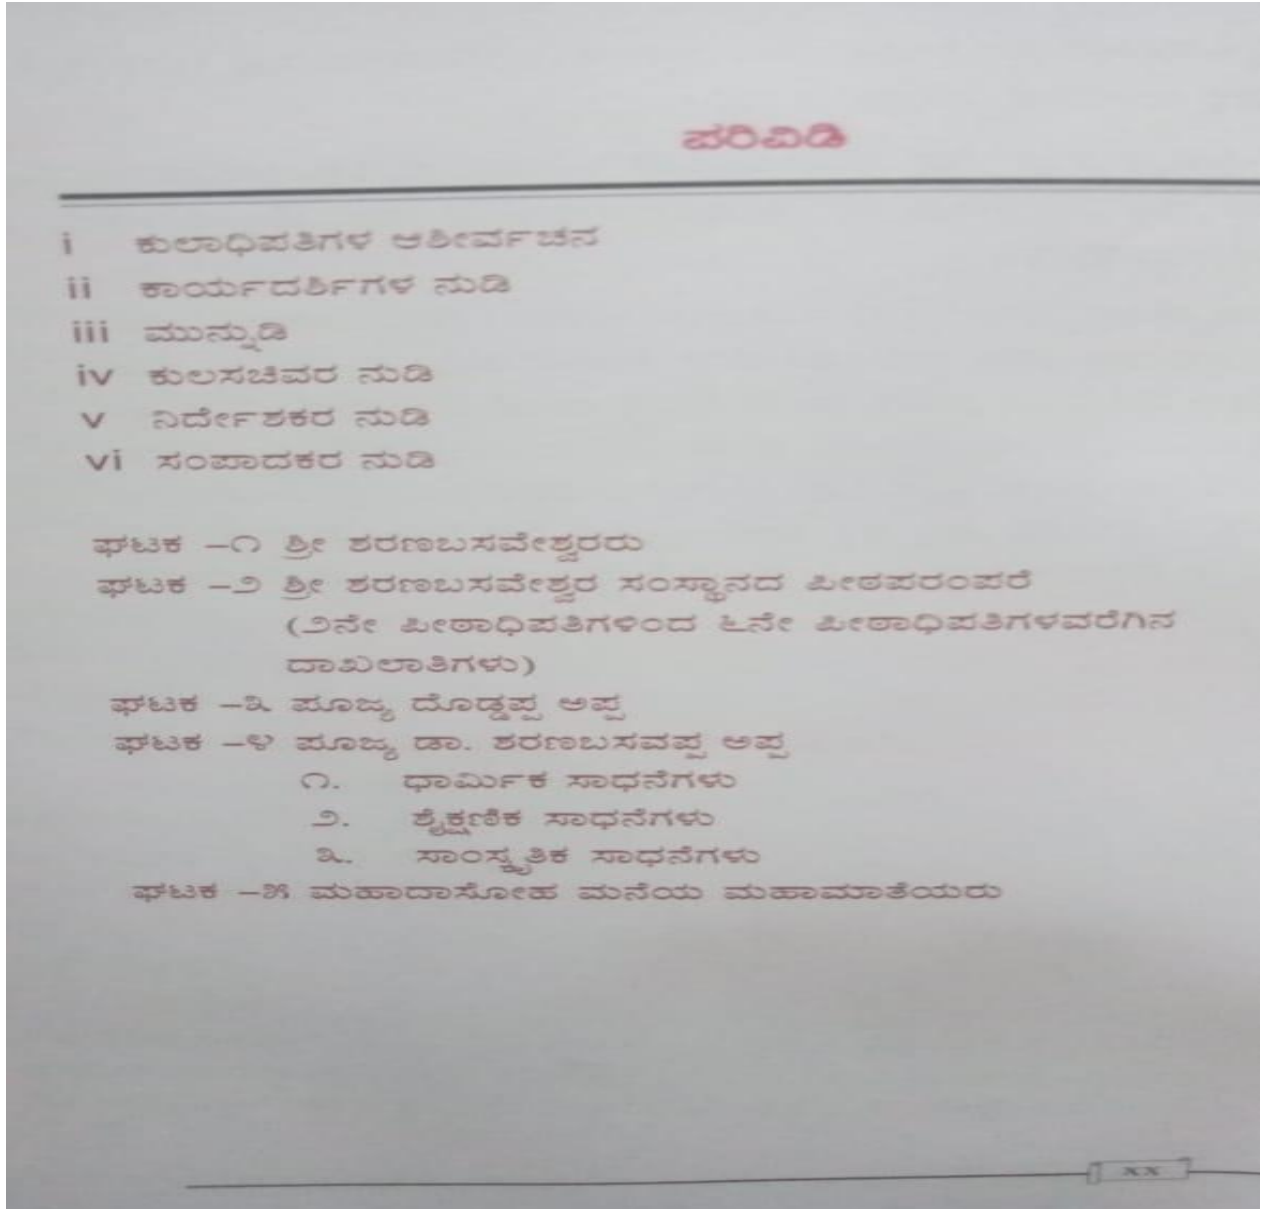 ಪರಿವಿಡಿ
i ಕುಲಾಧಿಪತಿಗಳ ಆಶೀರ್ವಚನ
ii ಕಾರ್ಯದರ್ಶಿಗಳ ನುಡಿ
iii ಮುನ್ನುಡಿ
iv ಕುಲಸಚಿವರ ನುಡಿ
v ನಿರ್ದೇಶಕರ ನುಡಿ
vi ಸಂಪಾದಕರ ನುಡಿ
ಘಟಕ –೧ ಶ್ರೀ ಶರಣಬಸವೇಶ್ವರರು
ಘಟಕ –೨ ಶ್ರೀ ಶರಣಬಸವೇಶ್ವರ ಸಂಸ್ಥಾನದ ಪೀಠಪರಂಪರೆ
(೨ನೇ ಪೀಠಾಧಿಪತಿಗಳಿಂದ ೬ನೇ ಪೀಠಾಧಿಪತಿಗಳವರೆಗಿನ
ದಾಖಲಾತಿಗಳು)
ಘಟಕ –೩ ಪೂಜ್ಯ ದೊಡ್ಡಪ್ಪ ಅಪ್ಪ
ಘಟಕ –೪ ಪೂಜ್ಯ ಡಾ. ಶರಣಬಸವಪ್ಪ ಅಪ್ಪ
೧. ಧಾರ್ಮಿಕ ಸಾಧನೆಗಳು
೨. ಶೈಕ್ಷಣಿಕ ಸಾಧನೆಗಳು
೩. ಸಾಂಸ್ಕೃತಿಕ ಸಾಧನೆಗಳು
ಘಟಕ –೫ ಮಹಾದಾಸೋಹ ಮನೆಯ ಮಹಾಮಾತೆಯರು
xx